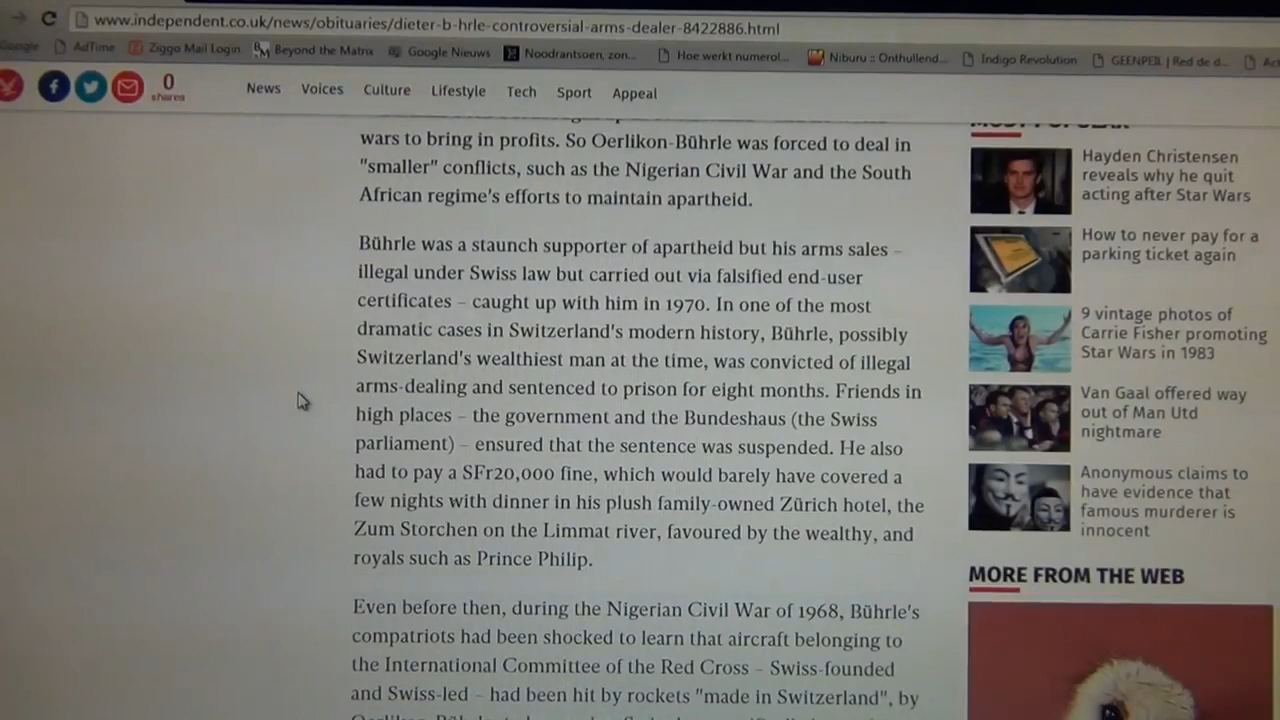 www.independent.co.uk/news/obituaries/dieter-b-hrle-controversial-arms-dealer-8422886.html
Google AdTime Ziggo Mail Login Beyond the Matrix Google Nieuws Noodrantsoen, zon... Hoe werkt numerol... Niburu :: Onthullend... Indigo Revolution GEENPEIL | Red de d...
0
shares
News Voices Culture Lifestyle Tech Sport Appeal
wars to bring in profits. So Oerlikon-Bührle was forced to deal in
"smaller" conflicts, such as the Nigerian Civil War and the South
African regime's efforts to maintain apartheid.
Bührle was a staunch supporter of apartheid but his arms sales –
illegal under Swiss law but carried out via falsified end-user
certificates – caught up with him in 1970. In one of the most
dramatic cases in Switzerland's modern history, Bührle, possibly
Switzerland's wealthiest man at the time, was convicted of illegal
arms-dealing and sentenced to prison for eight months. Friends in
high places – the government and the Bundeshaus (the Swiss
parliament) – ensured that the sentence was suspended. He also
had to pay a SFr20,000 fine, which would barely have covered a
few nights with dinner in his plush family-owned Zürich hotel, the
Zum Storchen on the Limmat river, favoured by the wealthy, and
royals such as Prince Philip.
Even before then, during the Nigerian Civil War of 1968, Bührle's
compatriots had been shocked to learn that aircraft belonging to
the International Committee of the Red Cross – Swiss-founded
and Swiss-led – had been hit by rockets "made in Switzerland", by
MOST POPULAR
Hayden Christensen
reveals why he quit
acting after Star Wars
How to never pay for a
parking ticket again
9 vintage photos of
Carrie Fisher promoting
Star Wars in 1983
Van Gaal offered way
out of Man Utd
nightmare
Anonymous claims to
have evidence that
famous murderer is
innocent
MORE FROM THE WEB